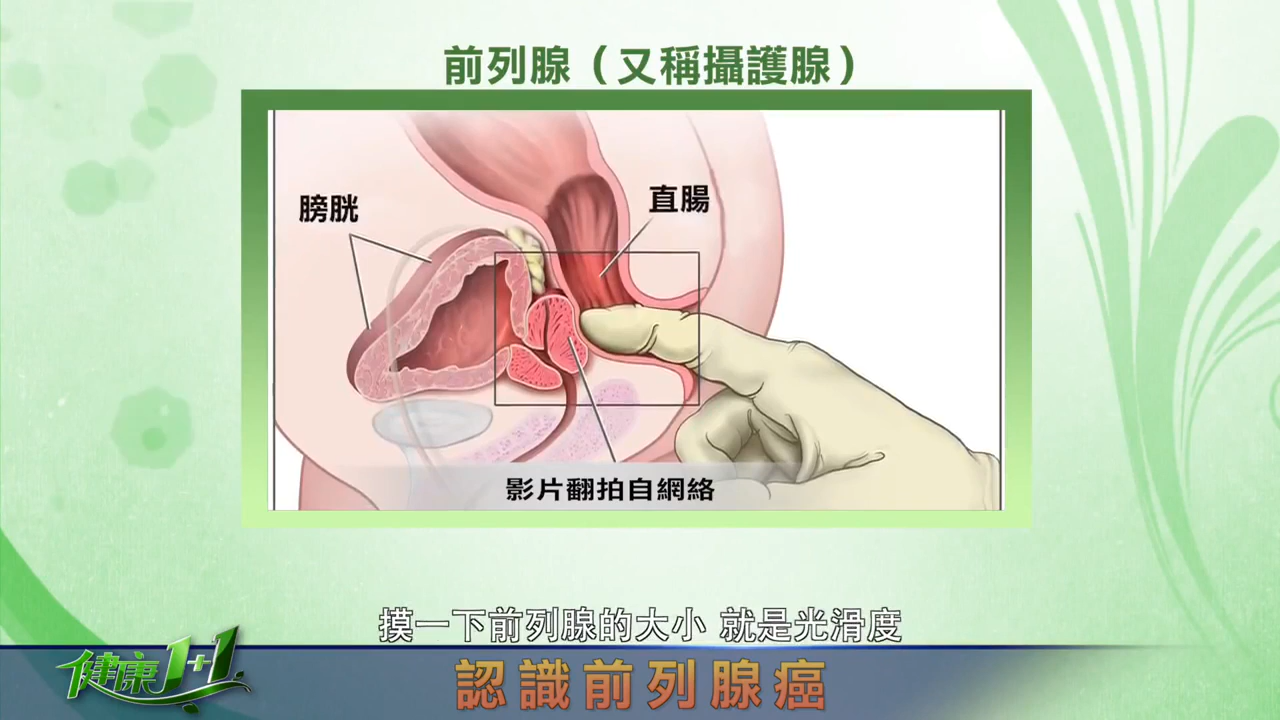 前列腺（又稱攝護腺）
膀胱
直腸
影片翻拍自網絡
摸一下前列腺的大小 就是光滑度
健康1+1
認識前列腺癌